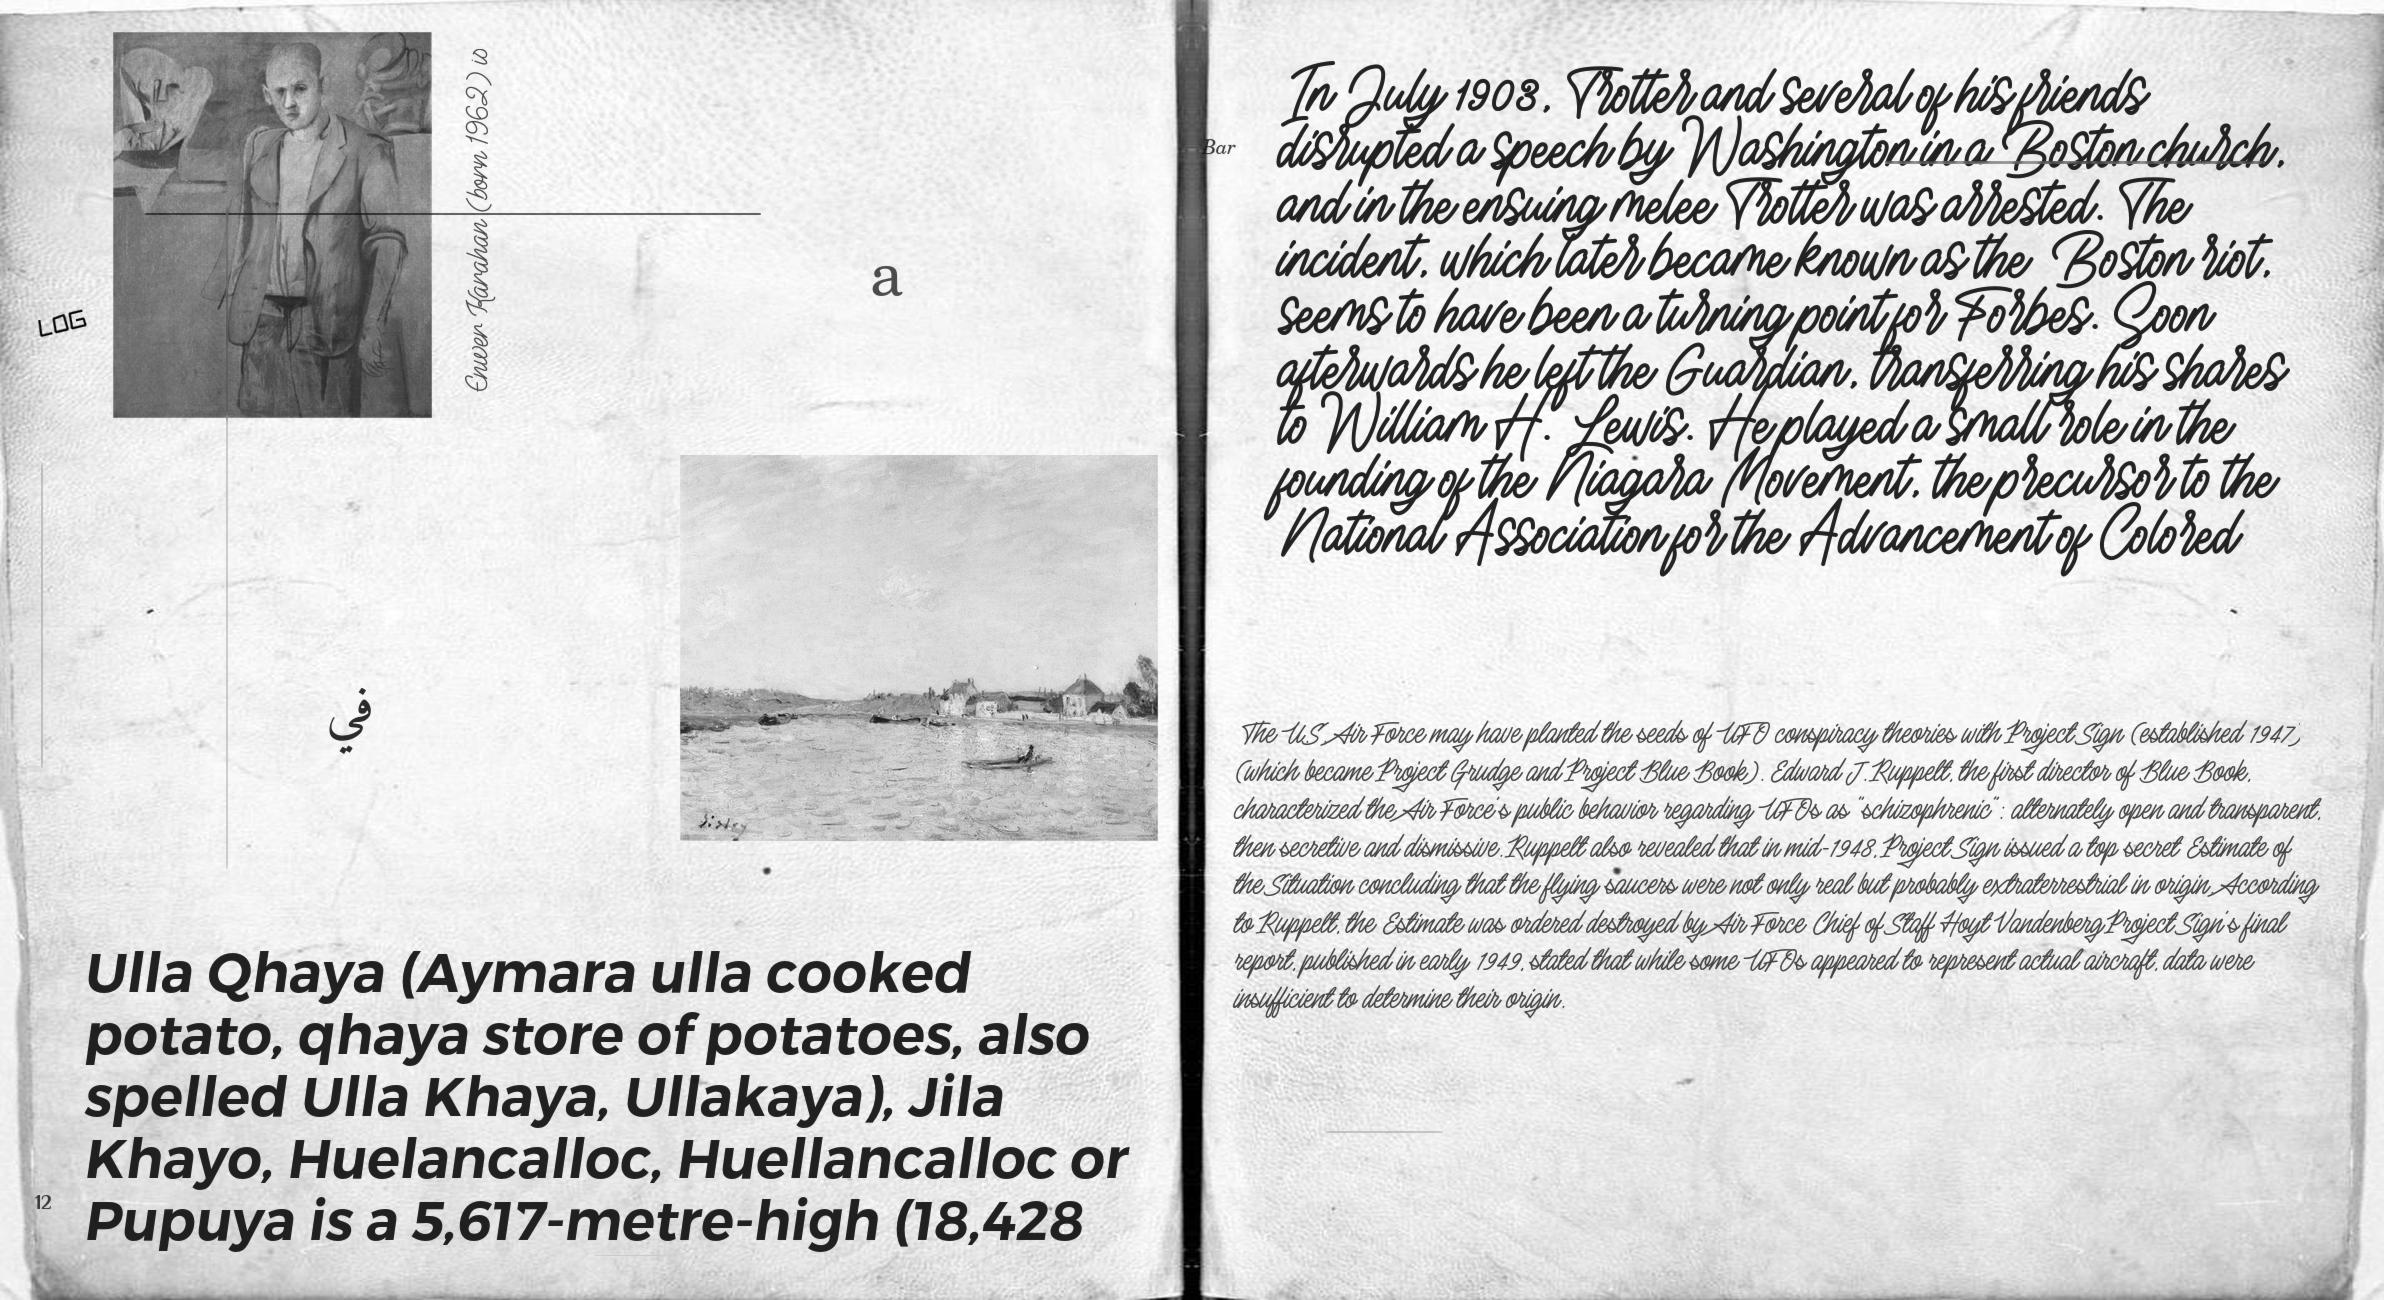 Enwer Karahan (born 1962) is
a
LOG
في
Sisley
Ulla Qhaya (Aymara ulla cooked
potato, qhaya store of potatoes, also
spelled Ulla Khaya, Ullakaya), Jila
Khayo, Huelancalloc, Huellancalloc or
Pupuya is a 5,617-metre-high (18,428
12
Bar
In July 1903, Trotter and several of his friends
disrupted a speech by Washington in a Boston church,
and in the ensuing melee Trotter was arrested. The
incident, which later became known as the Boston riot,
seems to have been a turning point for Forbes. Soon
afterwards he left the Guardian, transferring his shares
to William H. Lewis. He played a small role in the
founding of the Niagara Movement, the precursor to the
National Association for the Advancement of Colored
The US Air Force may have planted the seeds of UFO conspiracy theories with Project Sign (established 1947)
(which became Project Grudge and Project Blue Book). Edward J. Ruppelt, the first director of Blue Book,
characterized the Air Force's public behavior regarding UFOs as "schizophrenic": alternately open and transparent,
then secretive and dismissive. Ruppelt also revealed that in mid-1948, Project Sign issued a top secret Estimate of
the Situation concluding that the flying saucers were not only real but probably extraterrestrial in origin. According
to Ruppelt, the Estimate was ordered destroyed by Air Force Chief of Staff Hoyt Vandenberg.Project Sign's final
report, published in early 1949, stated that while some UFOs appeared to represent actual aircraft, data were
insufficient to determine their origin.